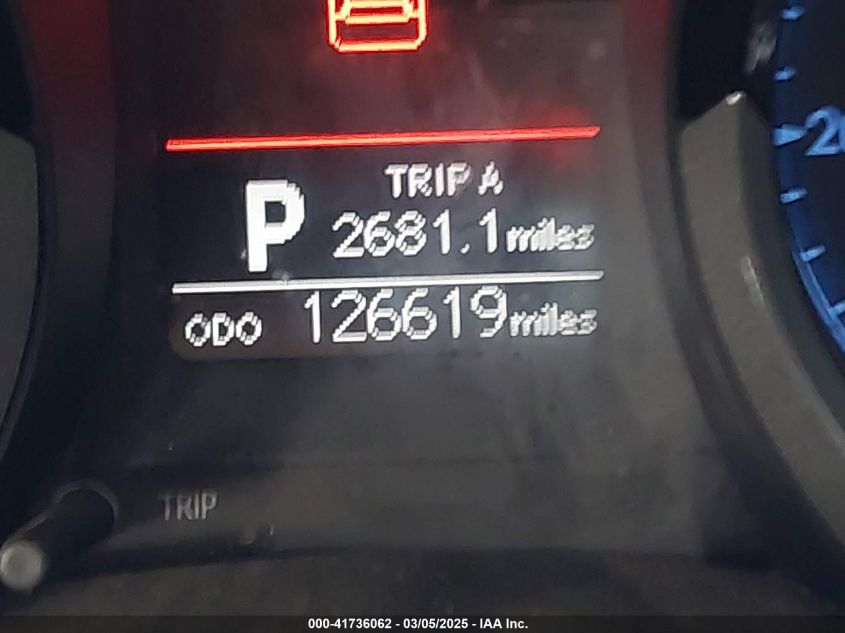 TRIP A
P 2681.1 miles
ODO 126619 miles
TRIP
000-41736062 - 03/05/2025 - IAA Inc.